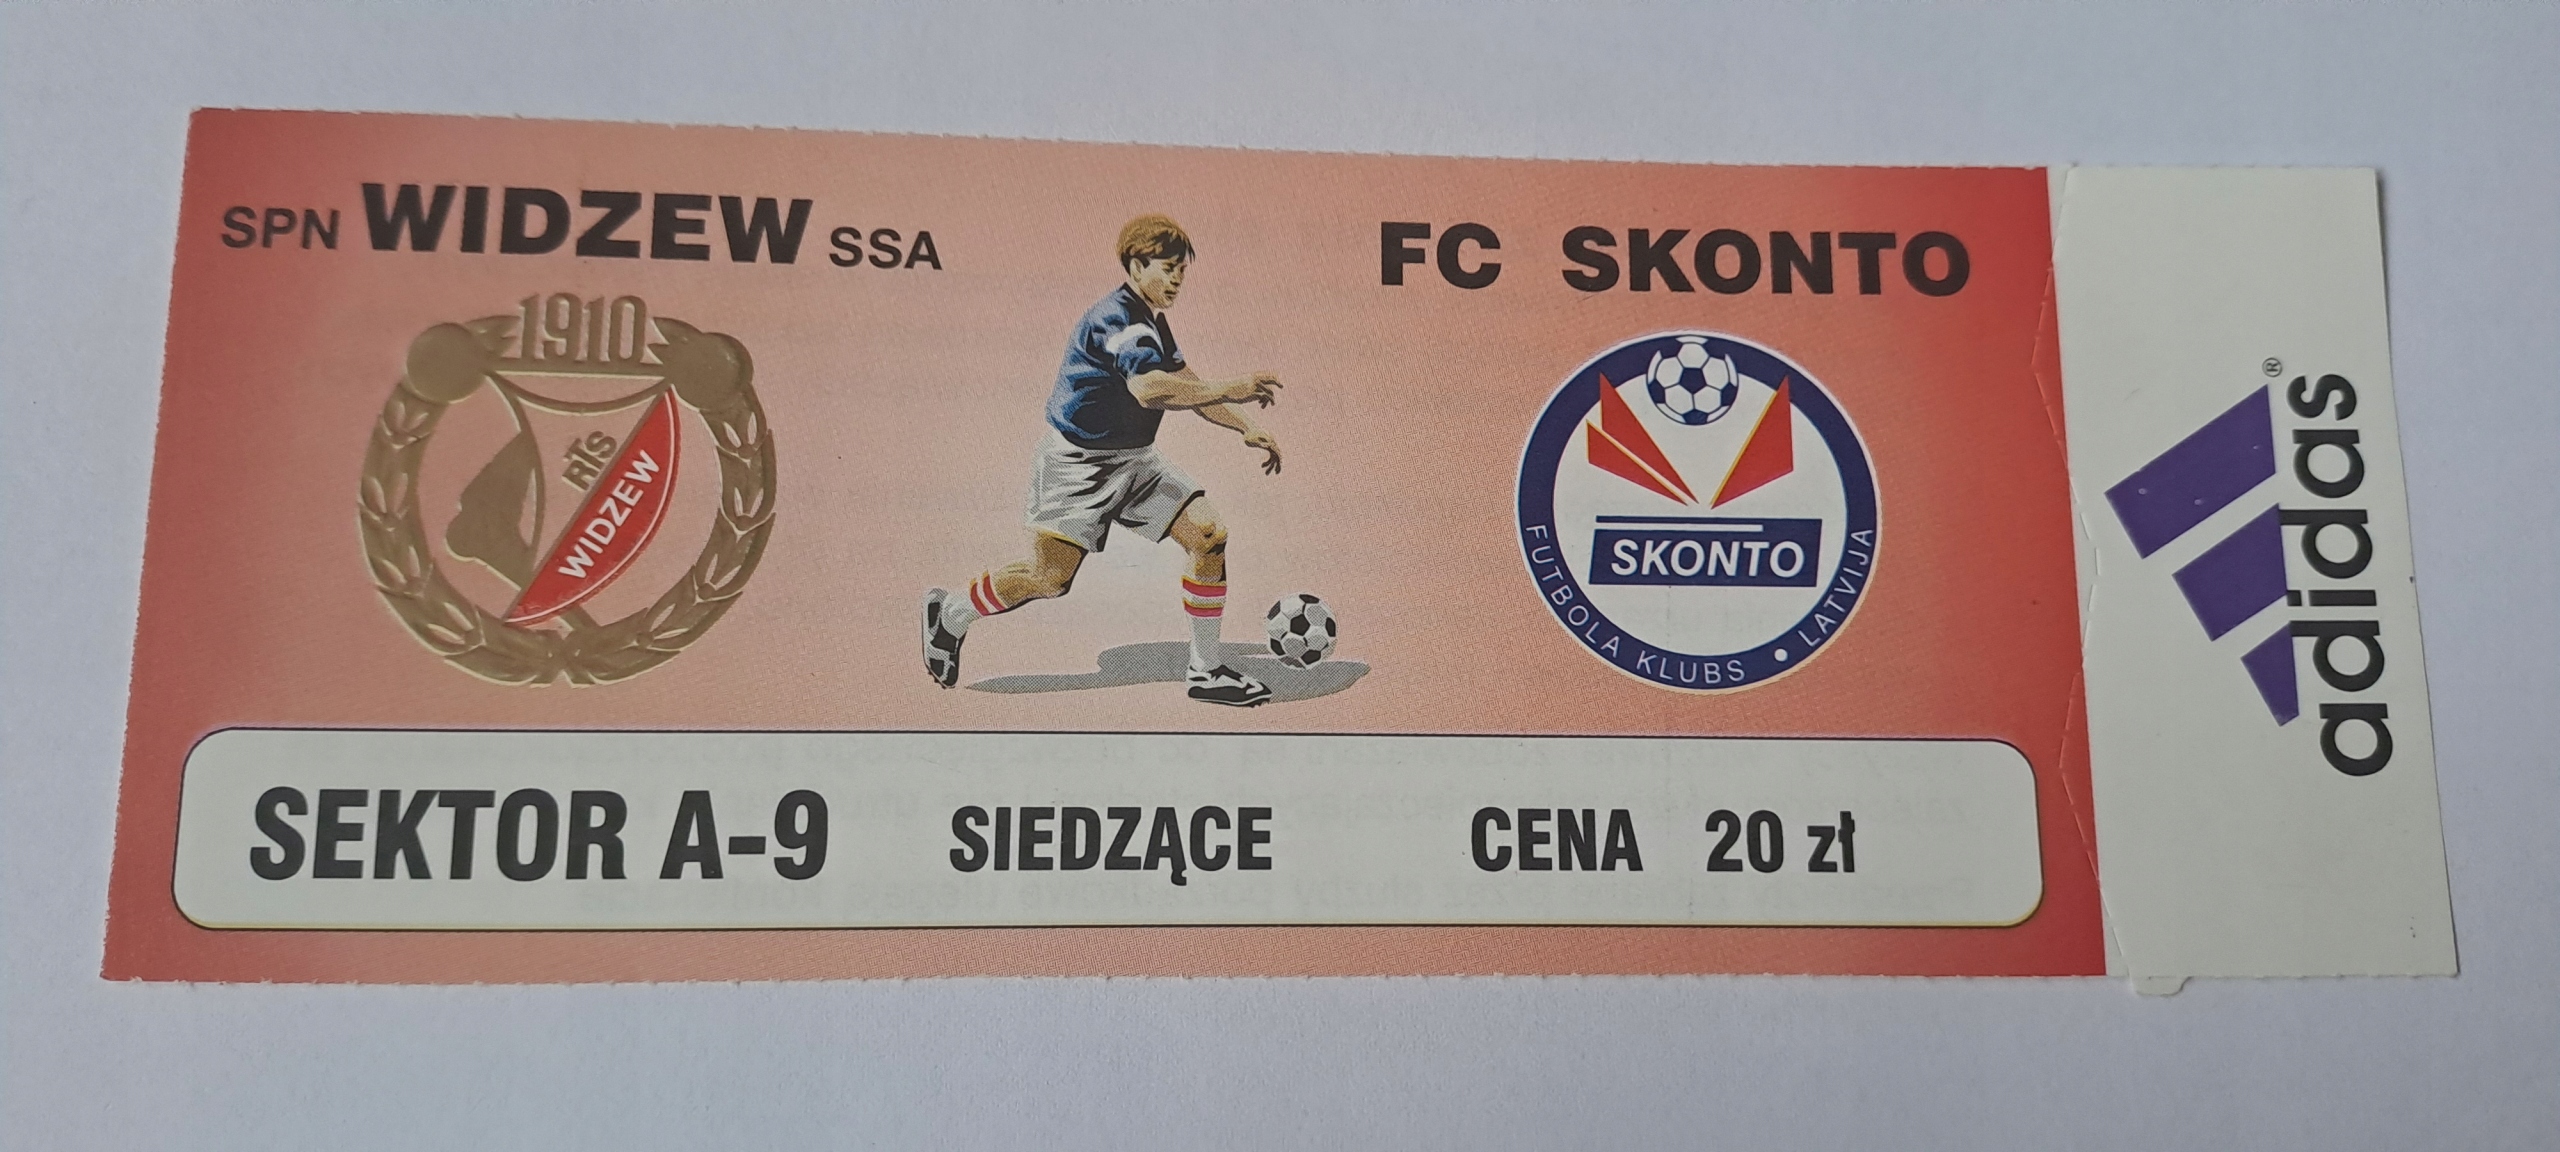 SPN WIDZEW SSA
FC SKONTO
1910
RTS
WIDZEW
SKONTO
FUTBOLA KLUBS • LATVIJA
SEKTOR A-9 SIEDZĄCE CENA 20 zł
adidas®